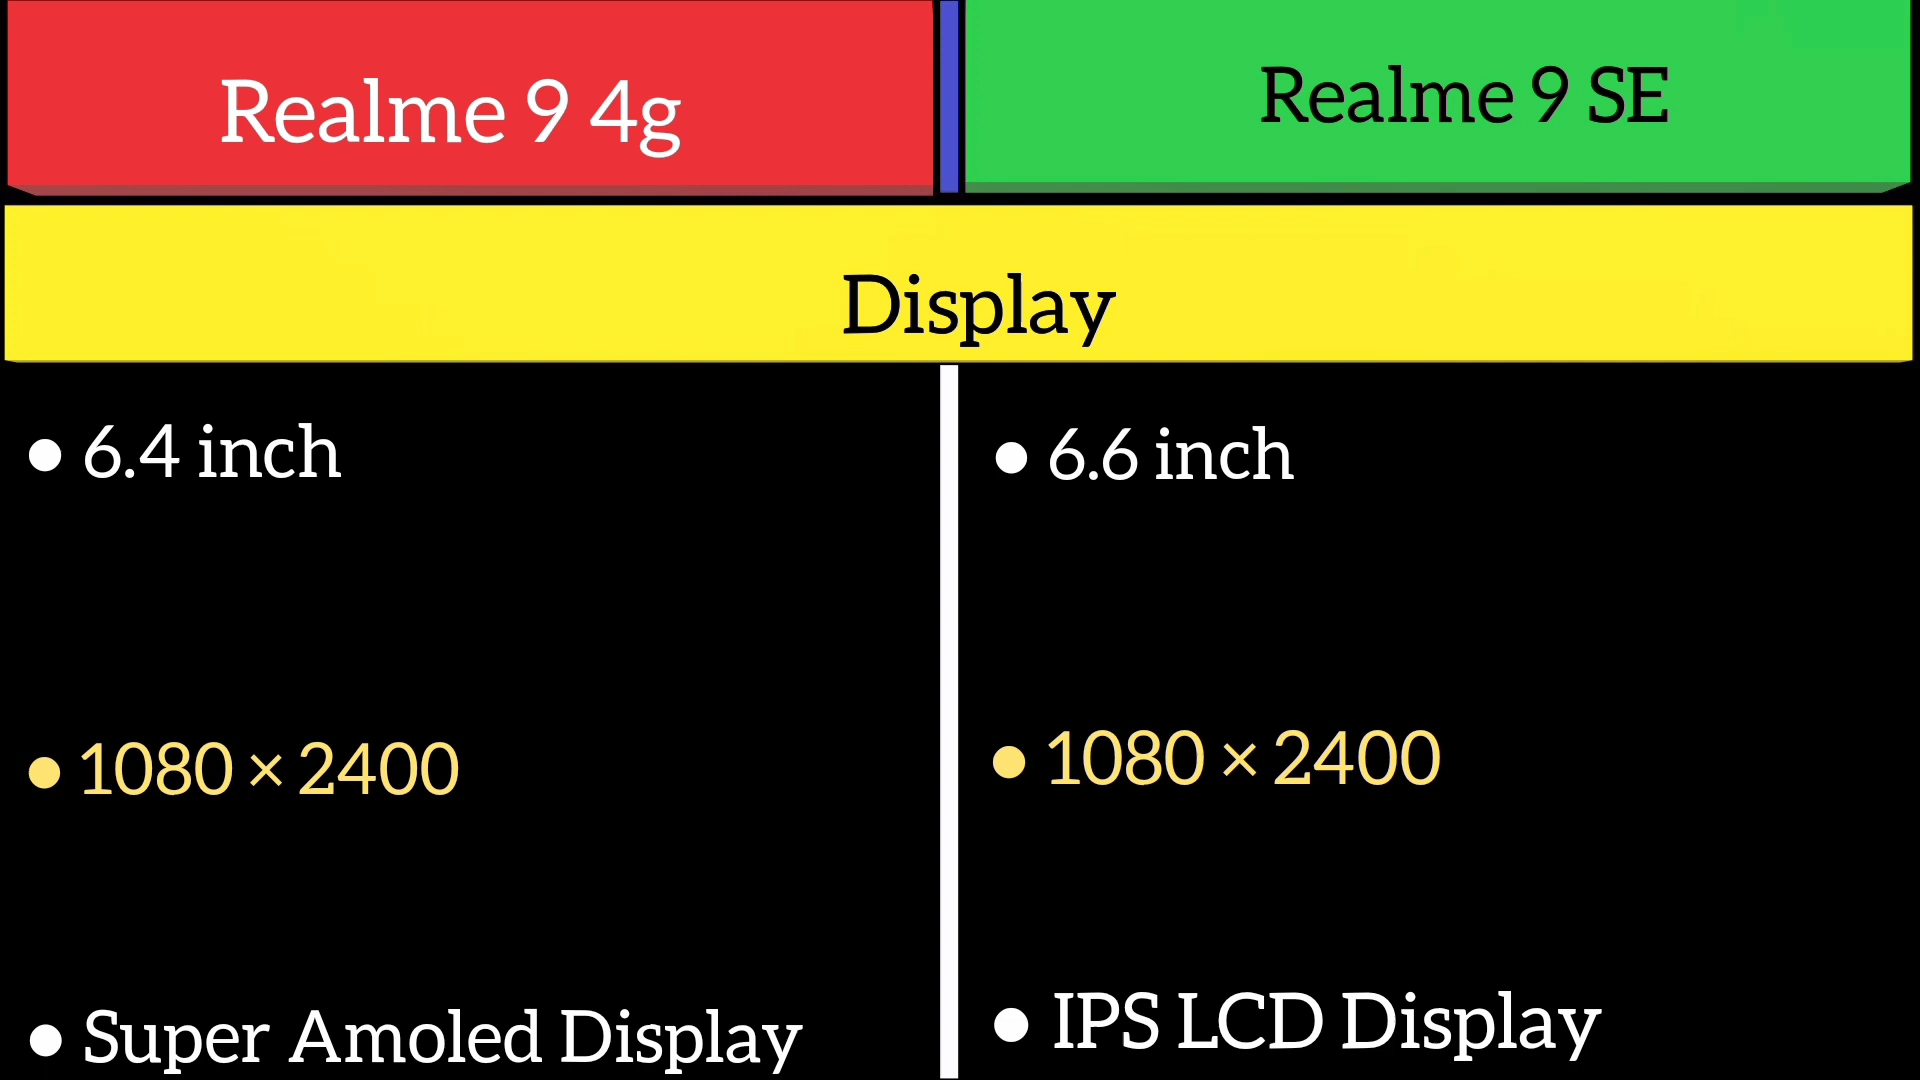 Realme 9 4g
Realme 9 SE
Display
● 6.4 inch
● 6.6 inch
● 1080 × 2400
● 1080 × 2400
● Super Amoled Display
● IPS LCD Display